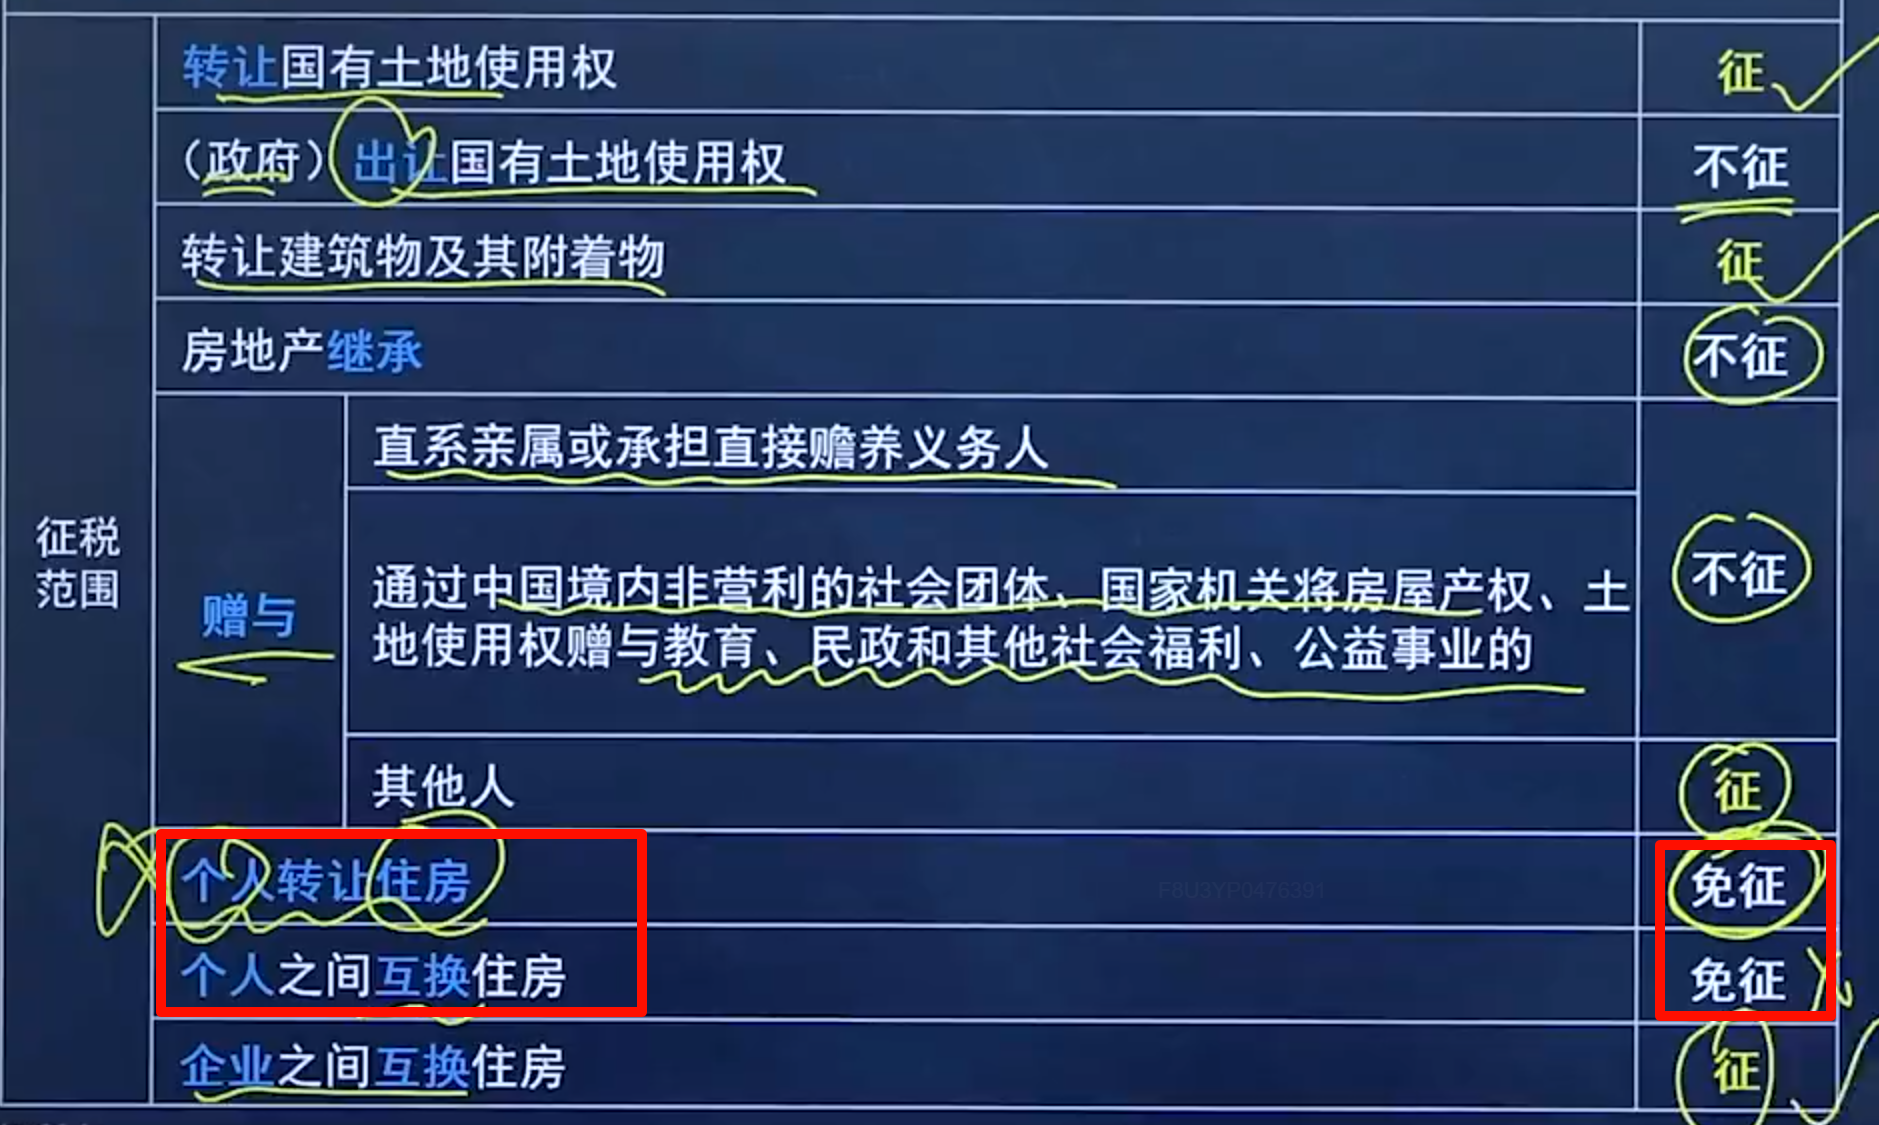 转让国有土地使用权
征
（政府）出让国有土地使用权
不征
转让建筑物及其附着物
征
房地产继承
不征
征税
范围
赠与
直系亲属或承担直接赡养义务人
通过中国境内非营利的社会团体、国家机关将房屋产权、土
地使用权赠与教育、民政和其他社会福利、公益事业的
不征
其他人
征
个人转让住房
免征
F8U3YP0476391
个人之间互换住房
免征
企业之间互换住房
征